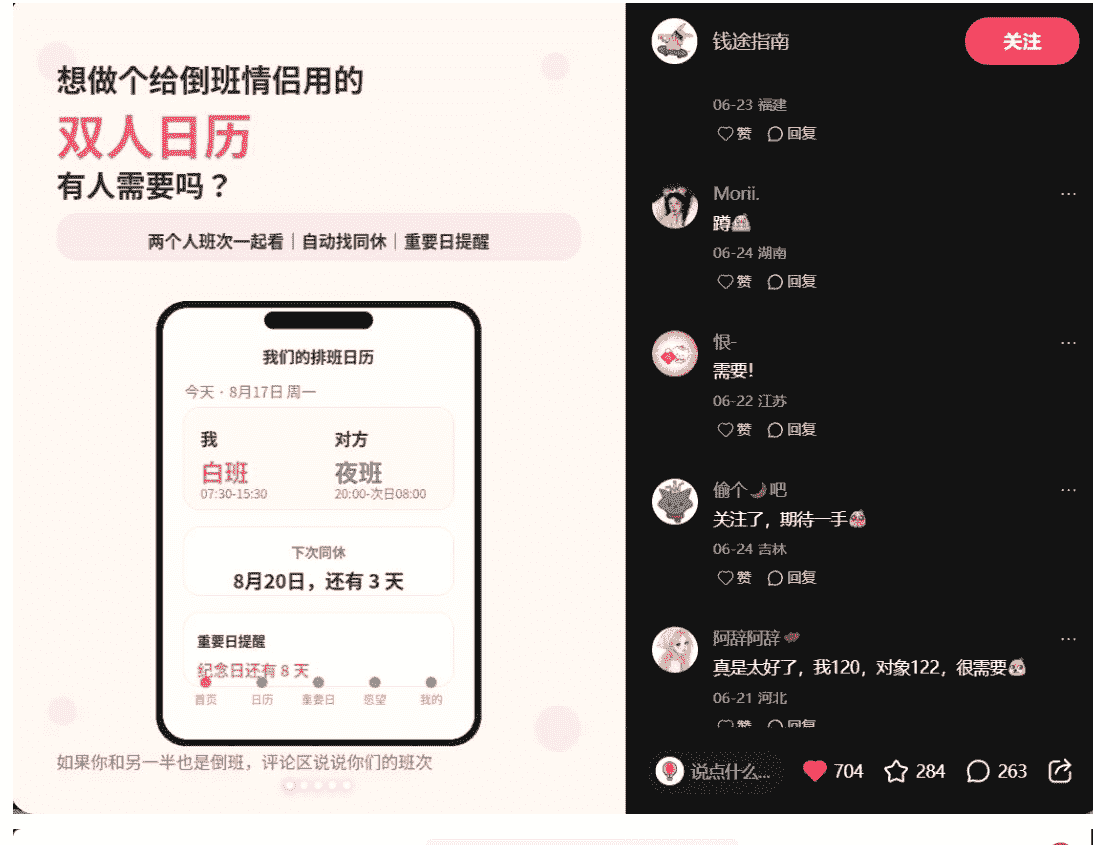 想做个给倒班情侣用的
双人日历
有人需要吗？
两个人班次一起看｜自动找同休｜重要日提醒
我们的排班日历
今天 · 8月17日 周一
我 对方
白班 夜班
07:30-15:30 20:00-次日08:00
下次同休
8月20日，还有 3 天
重要日提醒
纪念日还有 8 天
首页 日历 重要日 愿望 我的
如果你和另一半也是倒班，评论区说说你们的班次
钱途指南 关注
06-23 福建
赞 回复
Morii.
蹲
06-24 湖南
赞 回复
恨-
需要！
06-22 江苏
赞 回复
偷个🌶️吧
关注了，期待一手
06-24 吉林
赞 回复
阿辞阿辞
真是太好了，我120，对象122，很需要
06-21 河北
赞 回复
说点什么... 704 284 263